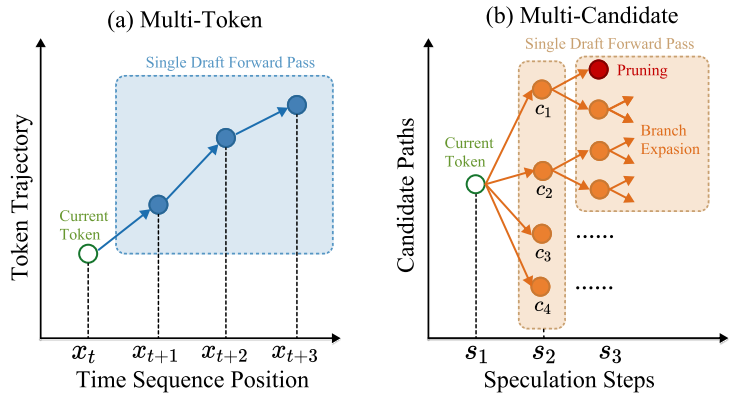 (a) Multi-Token
Single Draft Forward Pass
Current
Token
Token Trajectory
x_t
x_{t+1}
x_{t+2}
x_{t+3}
Time Sequence Position
(b) Multi-Candidate
Single Draft Forward Pass
Pruning
c_1
Branch
Expasion
Current
Token
c_2
c_3
......
c_4
......
Candidate Paths
s_1
s_2
s_3
Speculation Steps